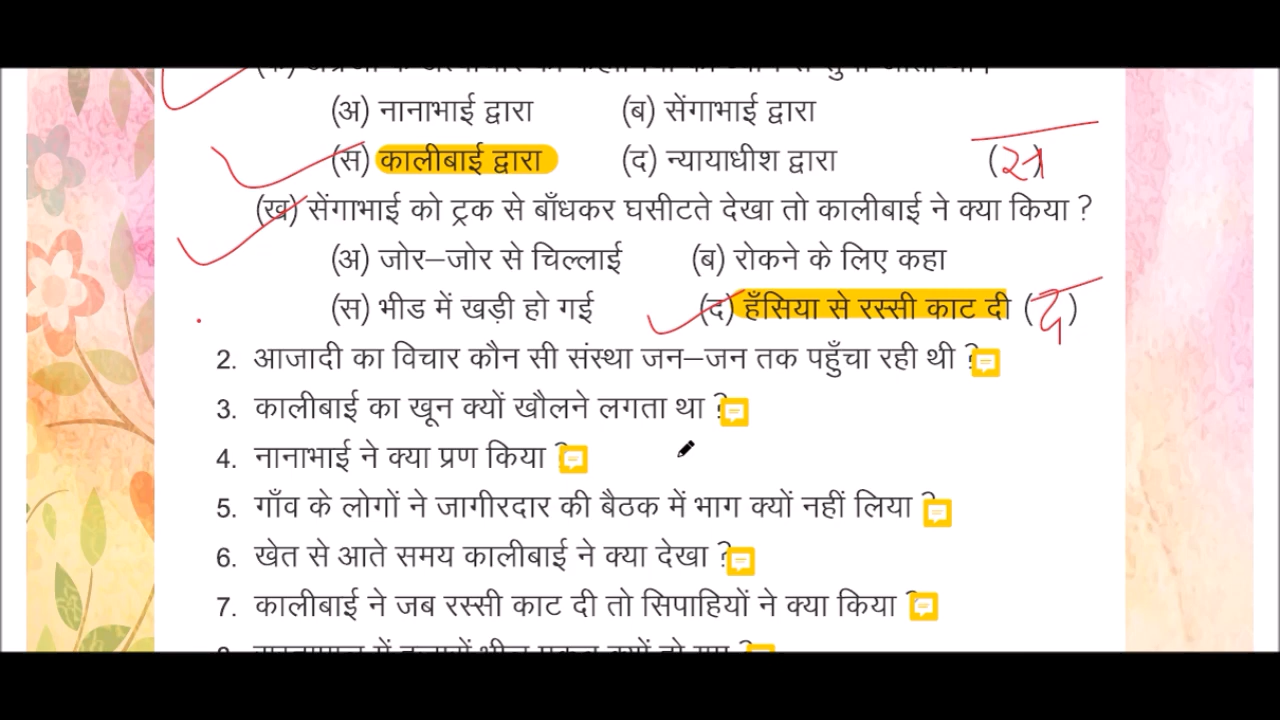 (अ) नानाभाई द्वारा (ब) सेंगाभाई द्वारा
(स) कालीबाई द्वारा (द) न्यायाधीश द्वारा (स)
(ख) सेंगाभाई को ट्रक से बाँधकर घसीटते देखा तो कालीबाई ने क्या किया ?
(अ) जोर–जोर से चिल्लाई (ब) रोकने के लिए कहा
(स) भीड में खड़ी हो गई (द) हँसिया से रस्सी काट दी (द)
2. आजादी का विचार कौन सी संस्था जन–जन तक पहुँचा रही थी ?
3. कालीबाई का खून क्यों खौलने लगता था ?
4. नानाभाई ने क्या प्रण किया ?
5. गाँव के लोगों ने जागीरदार की बैठक में भाग क्यों नहीं लिया ?
6. खेत से आते समय कालीबाई ने क्या देखा ?
7. कालीबाई ने जब रस्सी काट दी तो सिपाहियों ने क्या किया ?